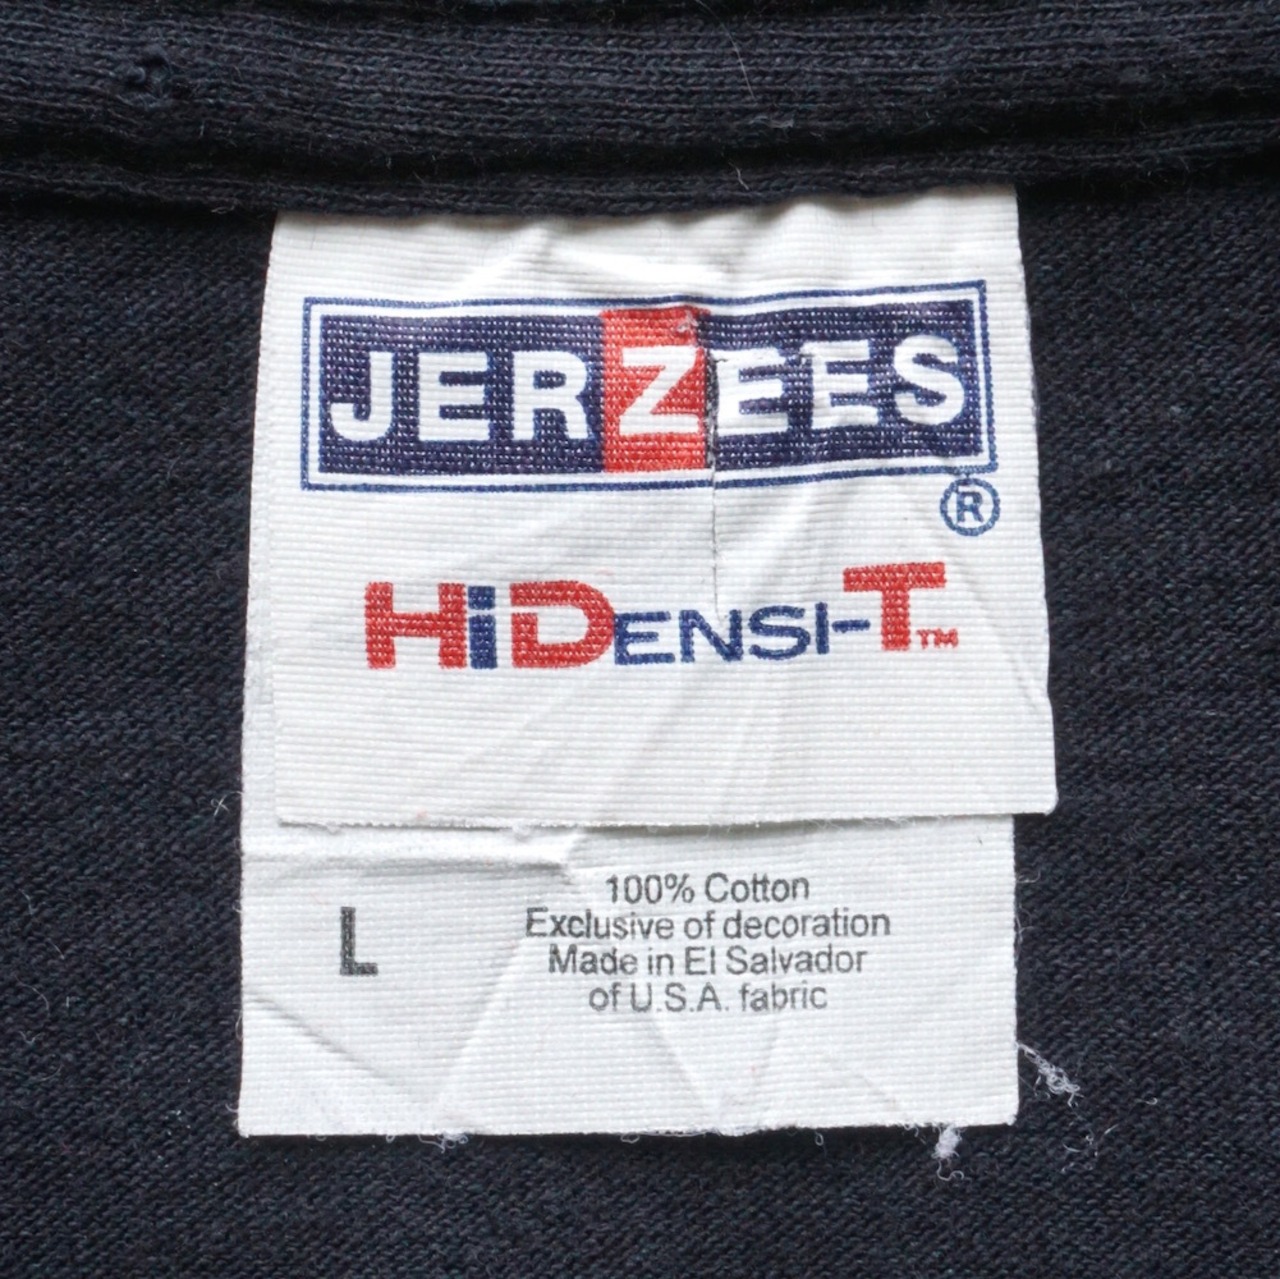 JERZEES
®
HiDENSI-T™
L
100% Cotton
Exclusive of decoration
Made in El Salvador
of U.S.A. fabric